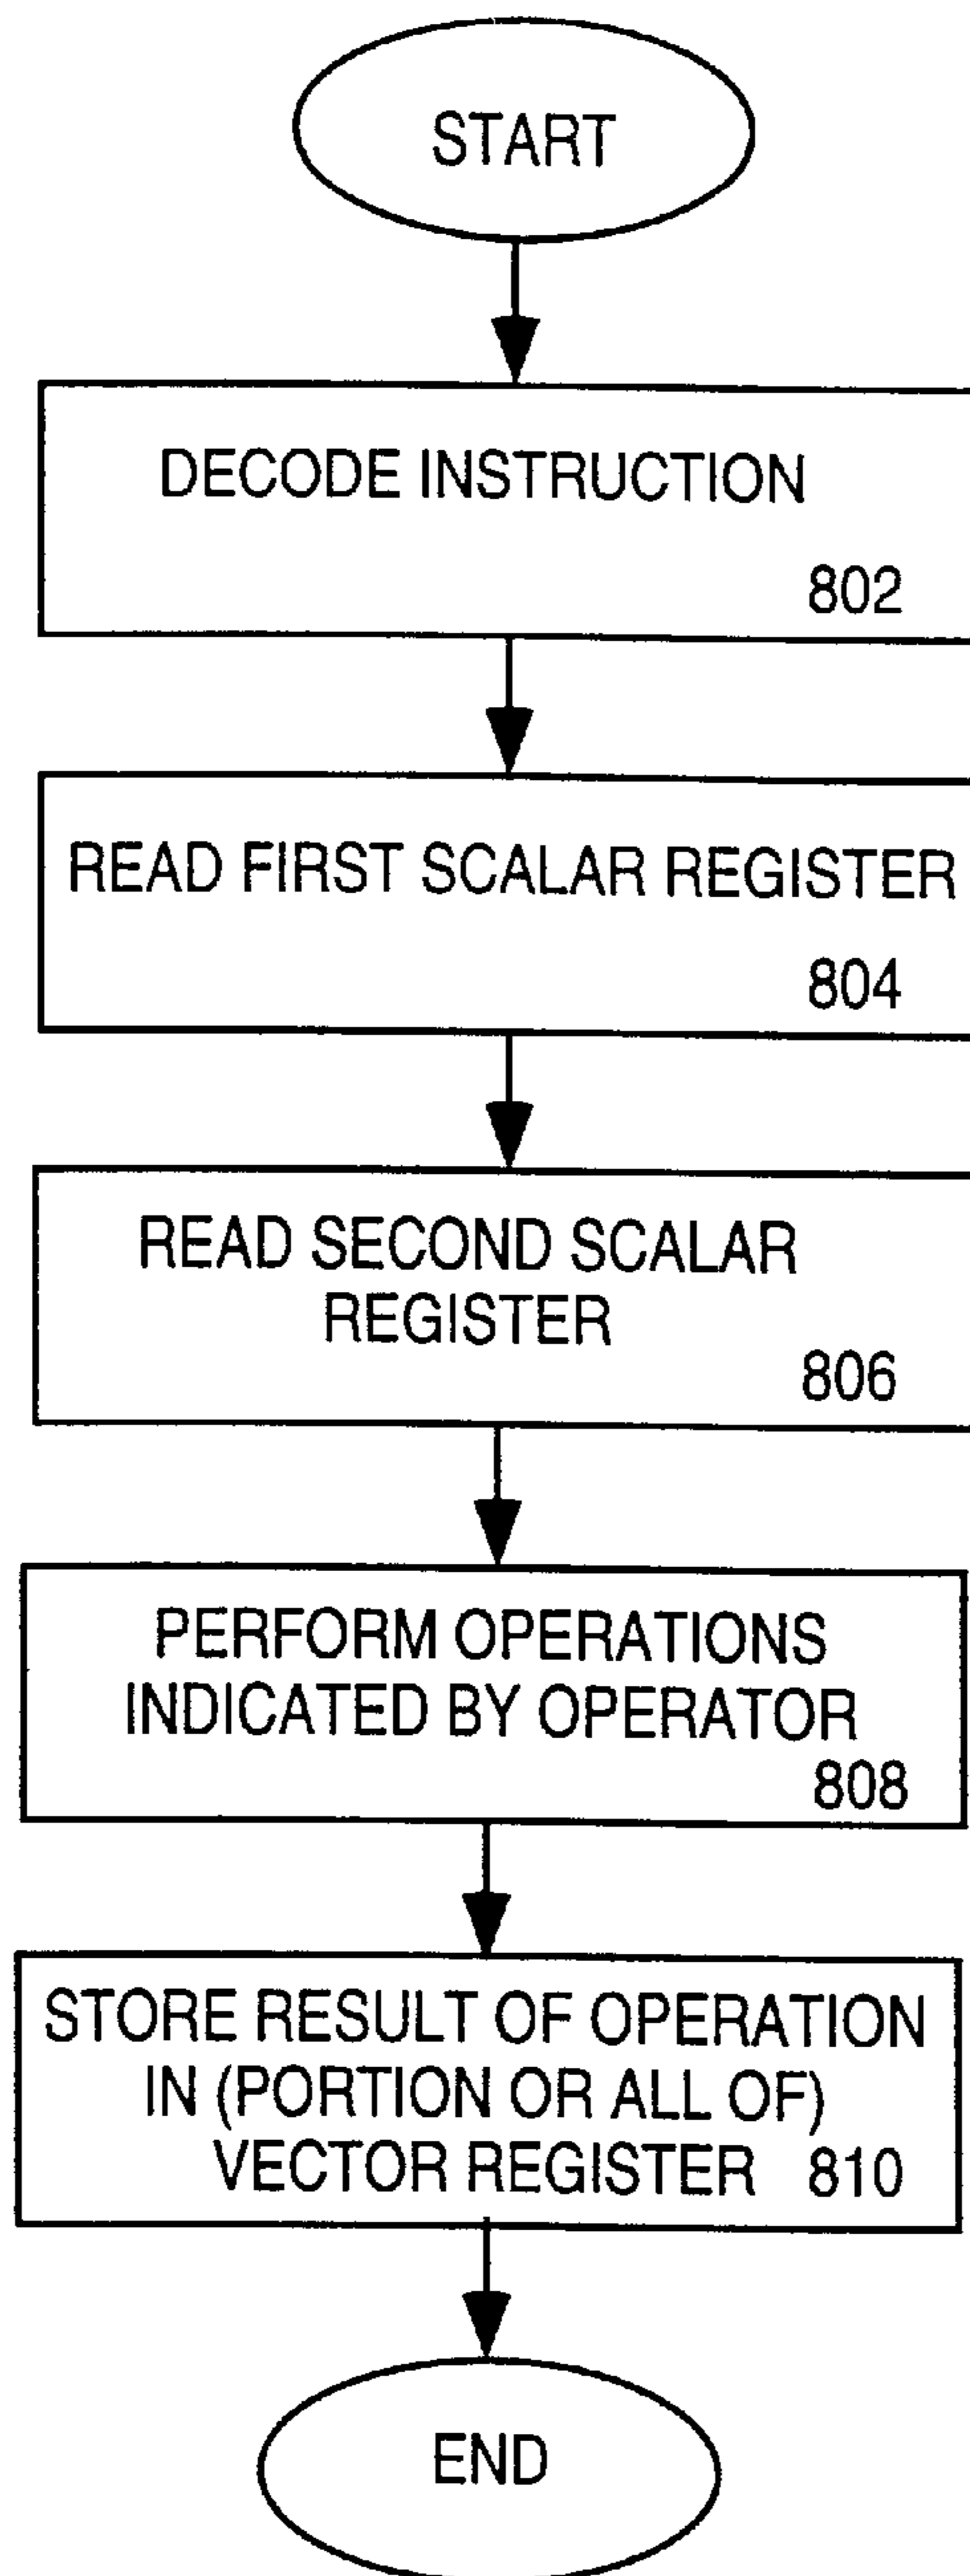 START
DECODE INSTRUCTION
802
READ FIRST SCALAR REGISTER
804
READ SECOND SCALAR
REGISTER
806
PERFORM OPERATIONS
INDICATED BY OPERATOR
808
STORE RESULT OF OPERATION
IN (PORTION OR ALL OF)
VECTOR REGISTER 810
END